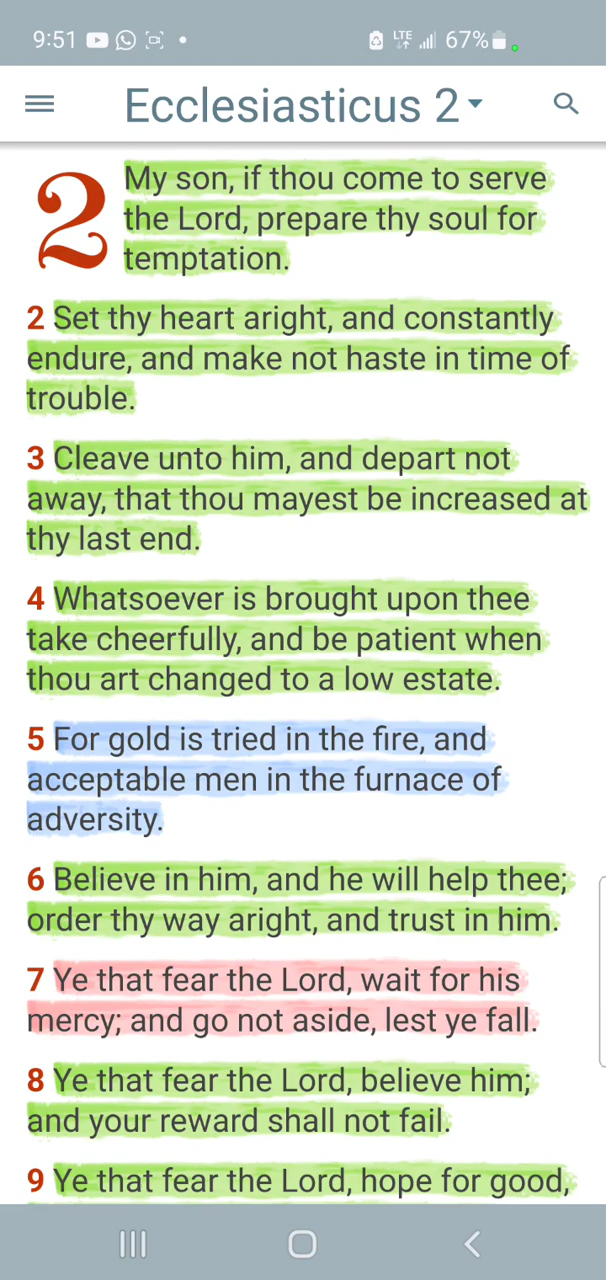 9:51
LTE
67%
Ecclesiasticus 2
2
My son, if thou come to serve
the Lord, prepare thy soul for
temptation.
2 Set thy heart aright, and constantly
endure, and make not haste in time of
trouble.
3 Cleave unto him, and depart not
away, that thou mayest be increased at
thy last end.
4 Whatsoever is brought upon thee
take cheerfully, and be patient when
thou art changed to a low estate.
5 For gold is tried in the fire, and
acceptable men in the furnace of
adversity.
6 Believe in him, and he will help thee;
order thy way aright, and trust in him.
7 Ye that fear the Lord, wait for his
mercy; and go not aside, lest ye fall.
8 Ye that fear the Lord, believe him;
and your reward shall not fail.
9 Ye that fear the Lord, hope for good,